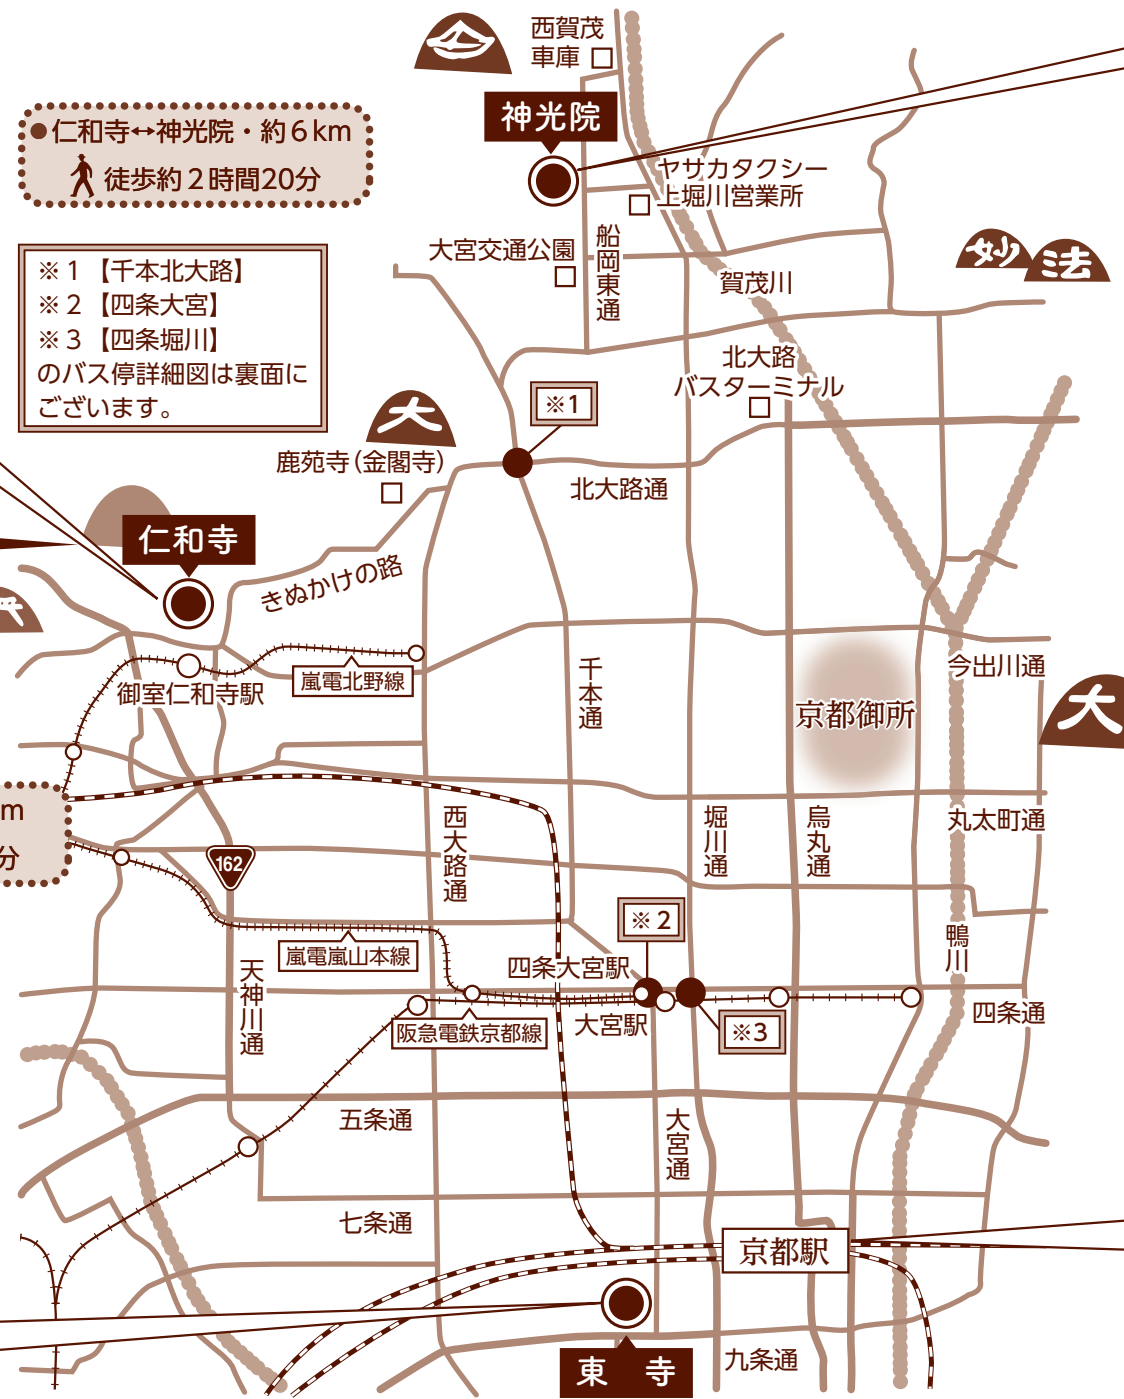 西賀茂
車庫
神光院
●仁和寺↔神光院・約6km
徒歩約2時間20分
ヤサカタクシー
上堀川営業所
※1【千本北大路】
※2【四条大宮】
※3【四条堀川】
のバス停詳細図は裏面に
ございます。
大宮交通公園
船岡東通
賀茂川
妙
法
北大路
バスターミナル
※1
大
鹿苑寺(金閣寺)
北大路通
仁和寺
きぬかけの路
御室仁和寺駅
嵐電北野線
千本通
今出川通
京都御所
大
m
分
西大路通
堀川通
烏丸通
丸太町通
162
※2
嵐電嵐山本線
四条大宮駅
鴨川
天神川通
阪急電鉄京都線
大宮駅
※3
四条通
五条通
大宮通
七条通
京都駅
東寺
九条通